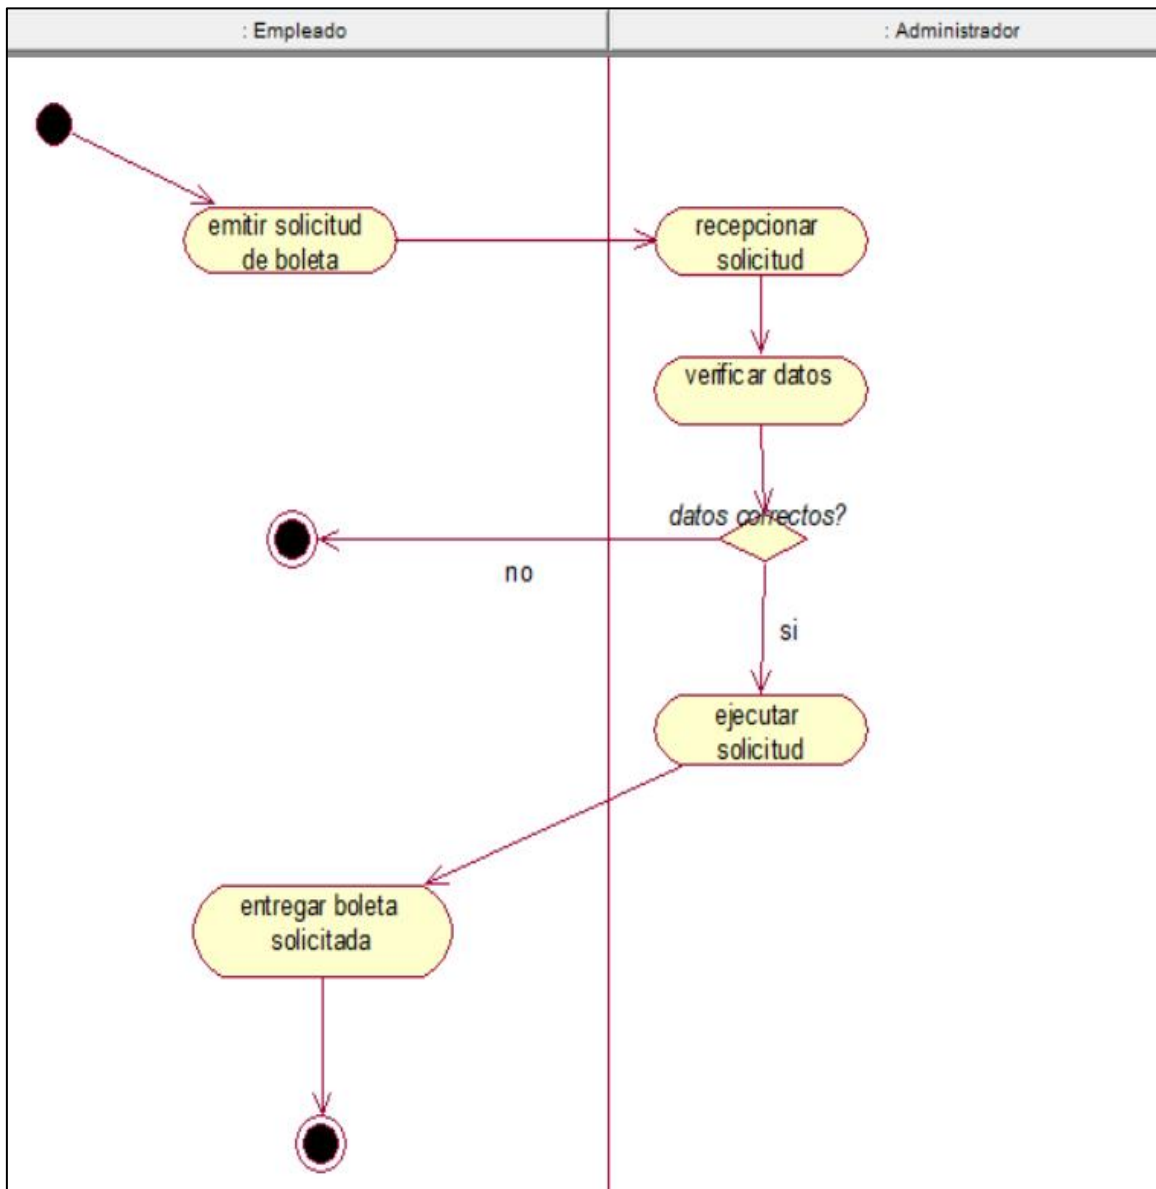 : Empleado
: Administrador
emitir solicitud
de boleta
recepcionar
solicitud
verificar datos
datos correctos?
no
si
ejecutar
solicitud
entregar boleta
solicitada